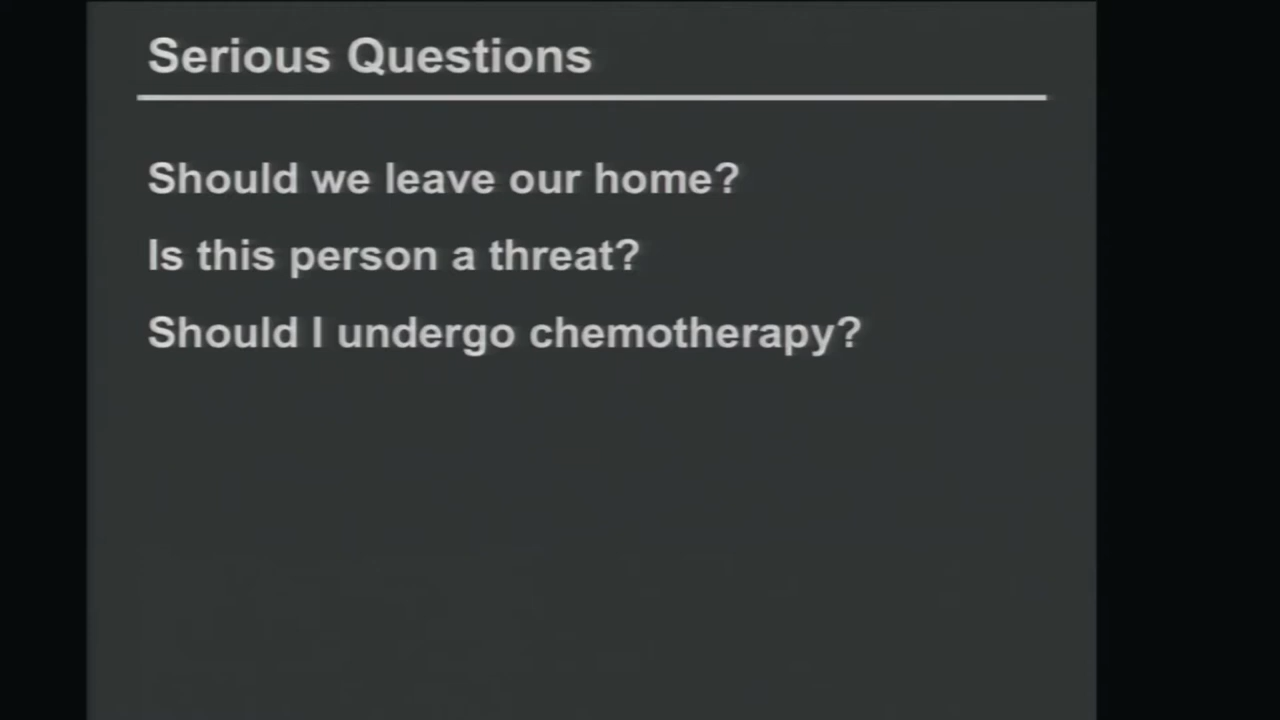 Serious Questions
Should we leave our home?
Is this person a threat?
Should I undergo chemotherapy?